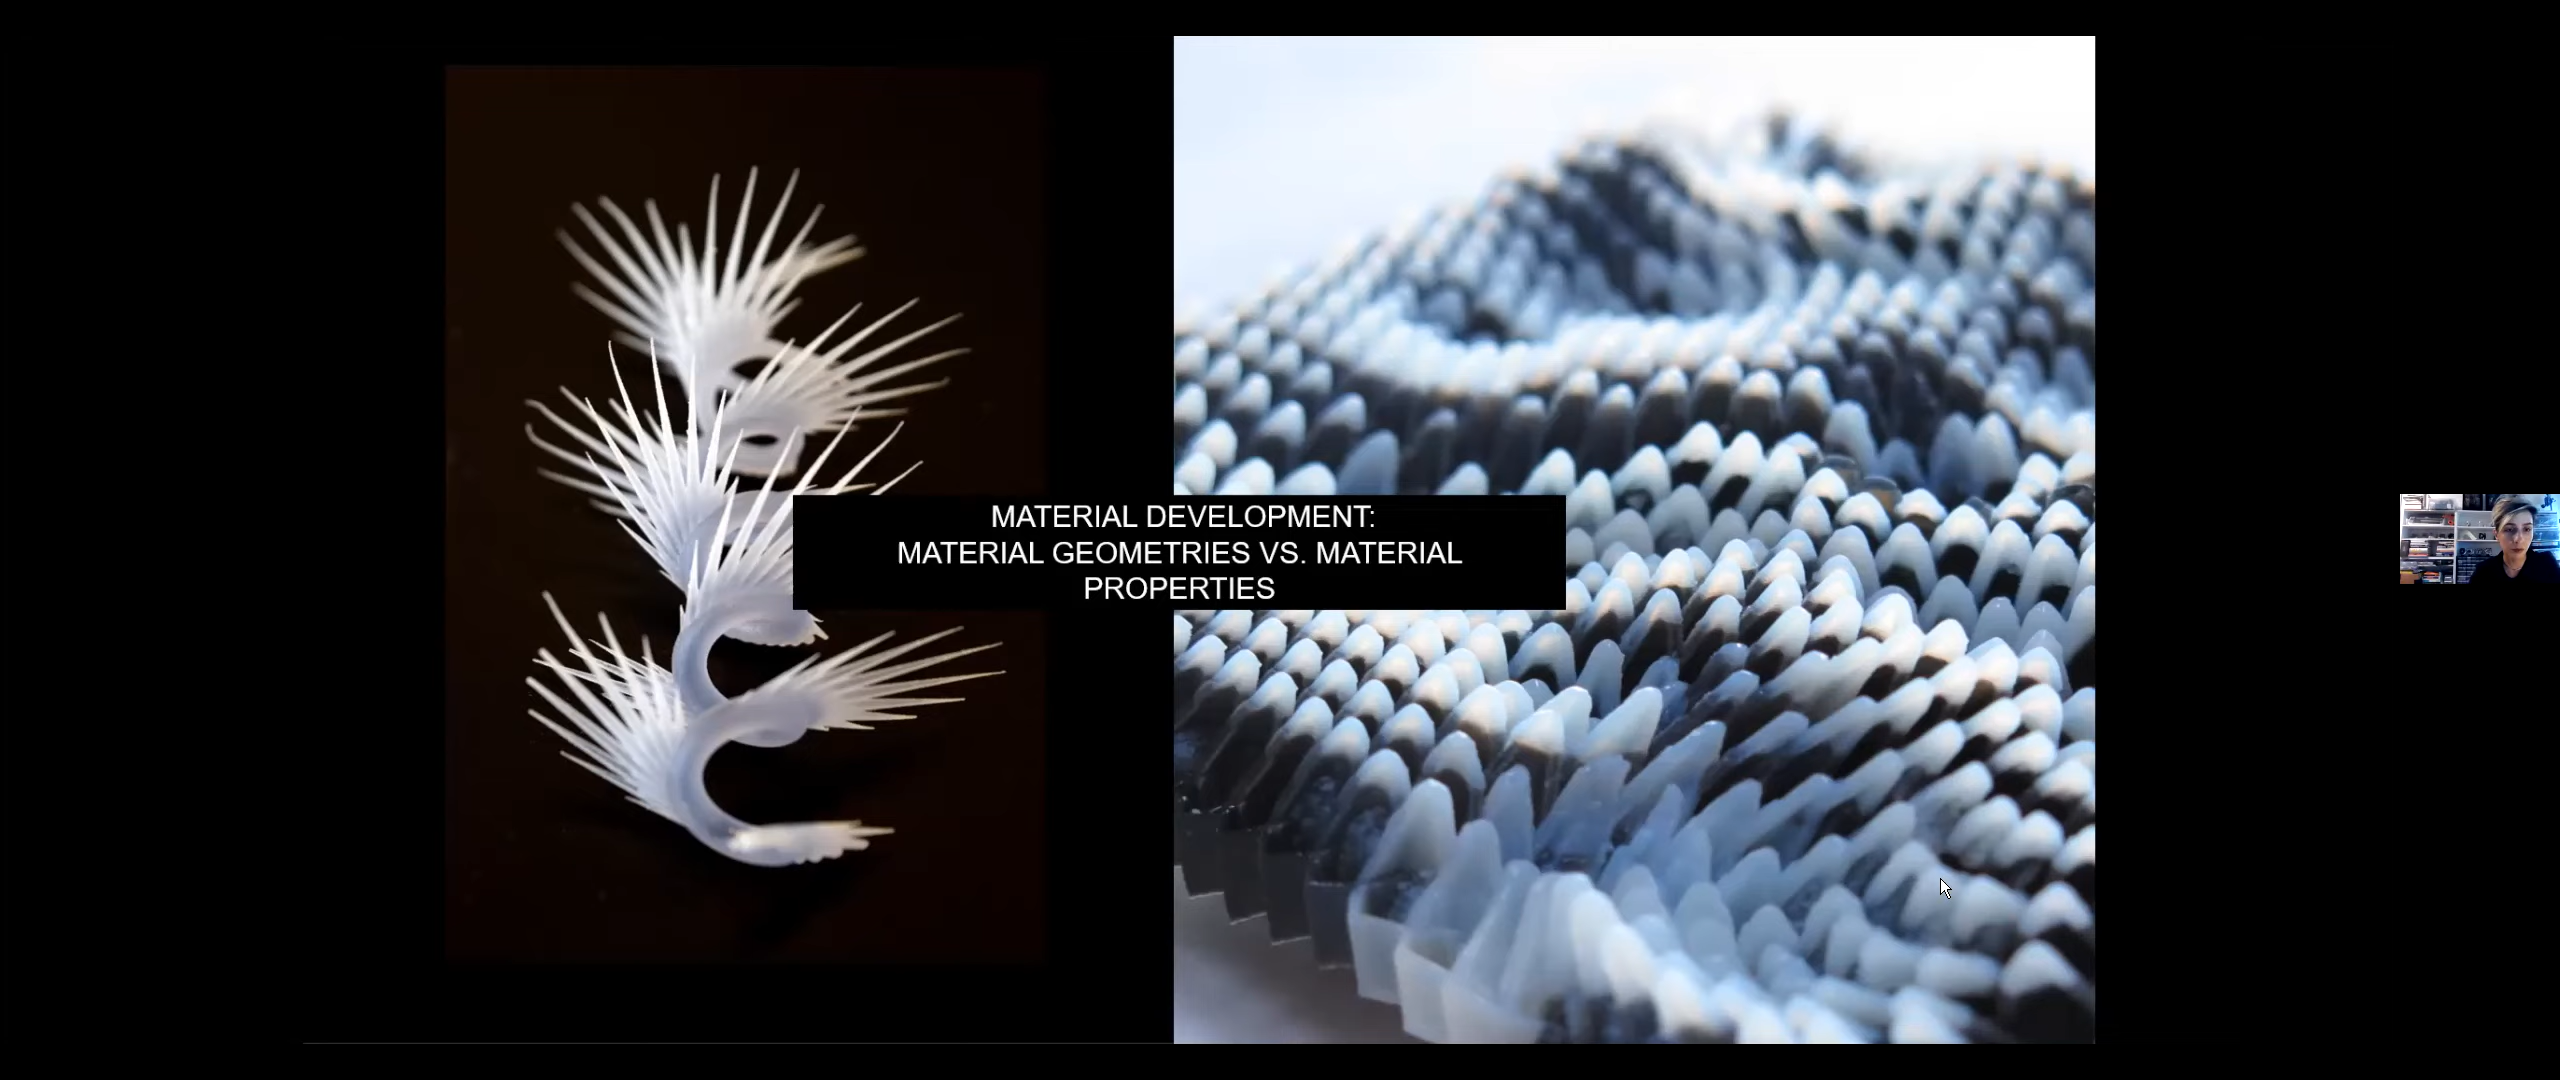 MATERIAL DEVELOPMENT:
MATERIAL GEOMETRIES VS. MATERIAL
PROPERTIES